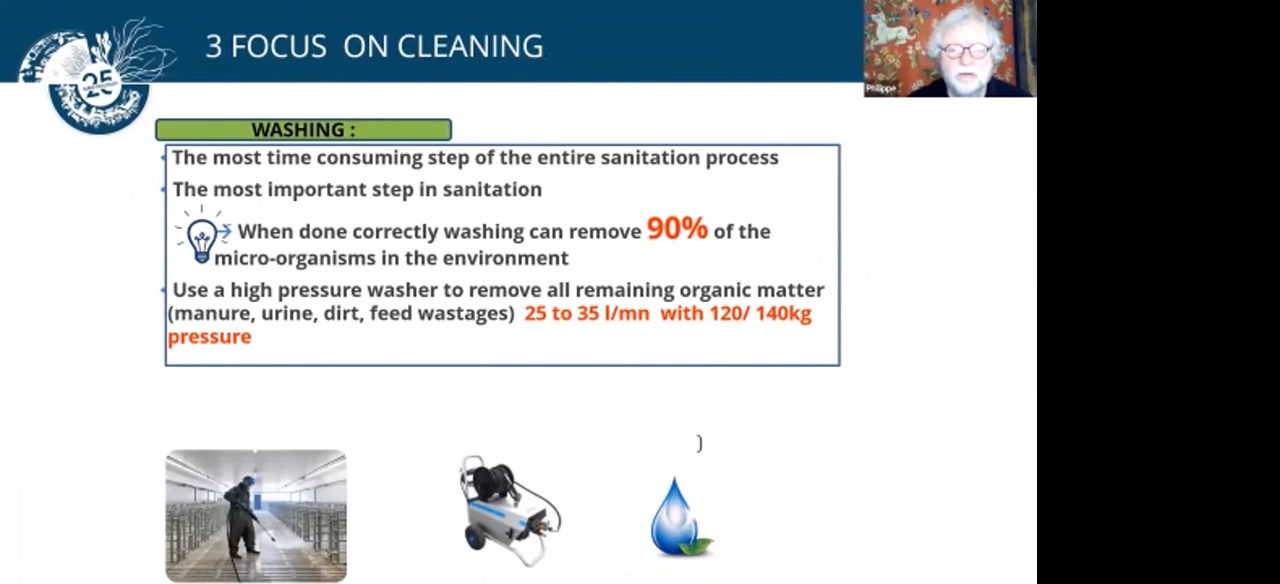 3 FOCUS ON CLEANING
25
Philippe
WASHING :
The most time consuming step of the entire sanitation process
The most important step in sanitation
When done correctly washing can remove 90% of the
micro-organisms in the environment
Use a high pressure washer to remove all remaining organic matter
(manure, urine, dirt, feed wastages) 25 to 35 l/mn with 120/ 140kg
pressure
)